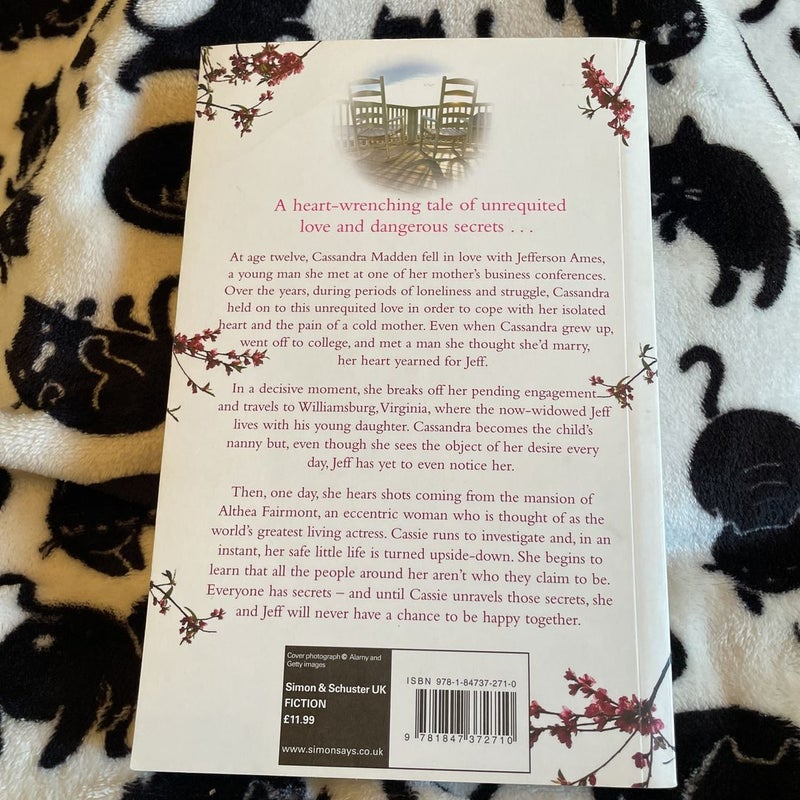 A heart-wrenching tale of unrequited
love and dangerous secrets . . .
At age twelve, Cassandra Madden fell in love with Jefferson Ames,
a young man she met at one of her mother's business conferences.
Over the years, during periods of loneliness and struggle, Cassandra
held on to this unrequited love in order to cope with her isolated
heart and the pain of a cold mother. Even when Cassandra grew up,
went off to college, and met a man she thought she'd marry,
her heart yearned for Jeff.
In a decisive moment, she breaks off her pending engagement
and travels to Williamsburg, Virginia, where the now-widowed Jeff
lives with his young daughter. Cassandra becomes the child's
nanny but, even though she sees the object of her desire every
day, Jeff has yet to even notice her.
Then, one day, she hears shots coming from the mansion of
Althea Fairmont, an eccentric woman who is thought of as the
world's greatest living actress. Cassie runs to investigate and, in an
instant, her safe little life is turned upside-down. She begins to
learn that all the people around her aren't who they claim to be.
Everyone has secrets – and until Cassie unravels those secrets, she
and Jeff will never have a chance to be happy together.
Cover photograph © Alamy and
Getty images
Simon & Schuster UK
FICTION
£11.99
www.simonsays.co.uk
ISBN 978-1-84737-271-0
9 781847 372710